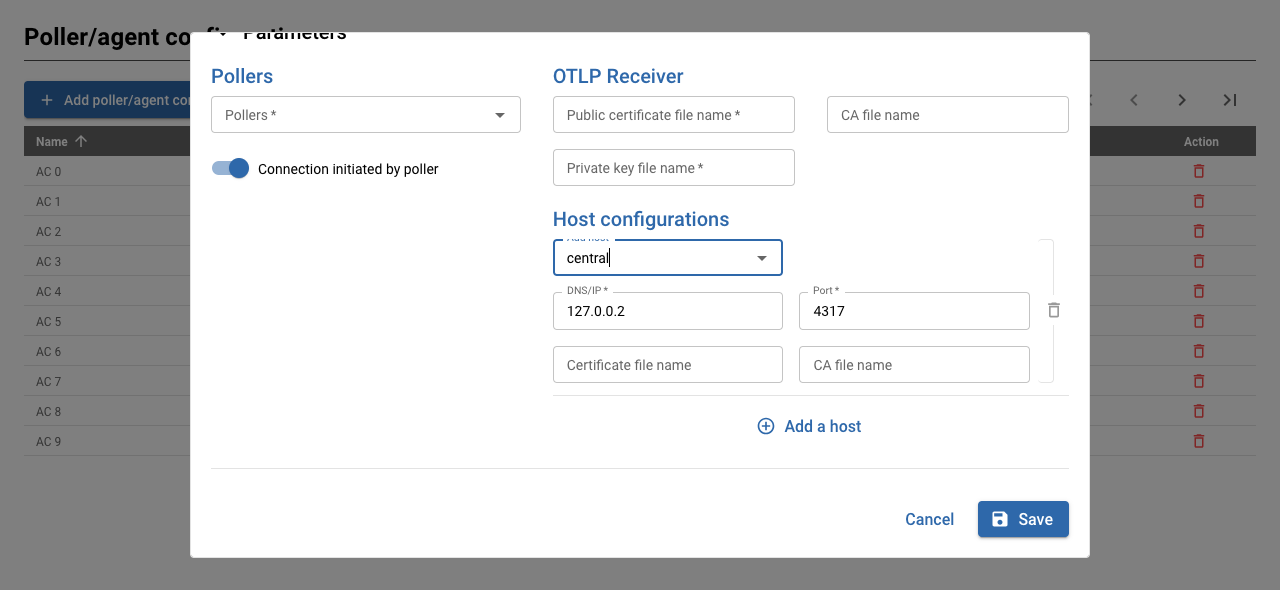 Poller/agent co
Parameters
Add poller/agent co
Name
Action
AC 0
AC 1
AC 2
AC 3
AC 4
AC 5
AC 6
AC 7
AC 8
AC 9
Pollers
Pollers *
Connection initiated by poller
OTLP Receiver
Public certificate file name *
CA file name
Private key file name *
Host configurations
Add host
central
DNS/IP *
127.0.0.2
Port *
4317
Certificate file name
CA file name
Add a host
Cancel
Save